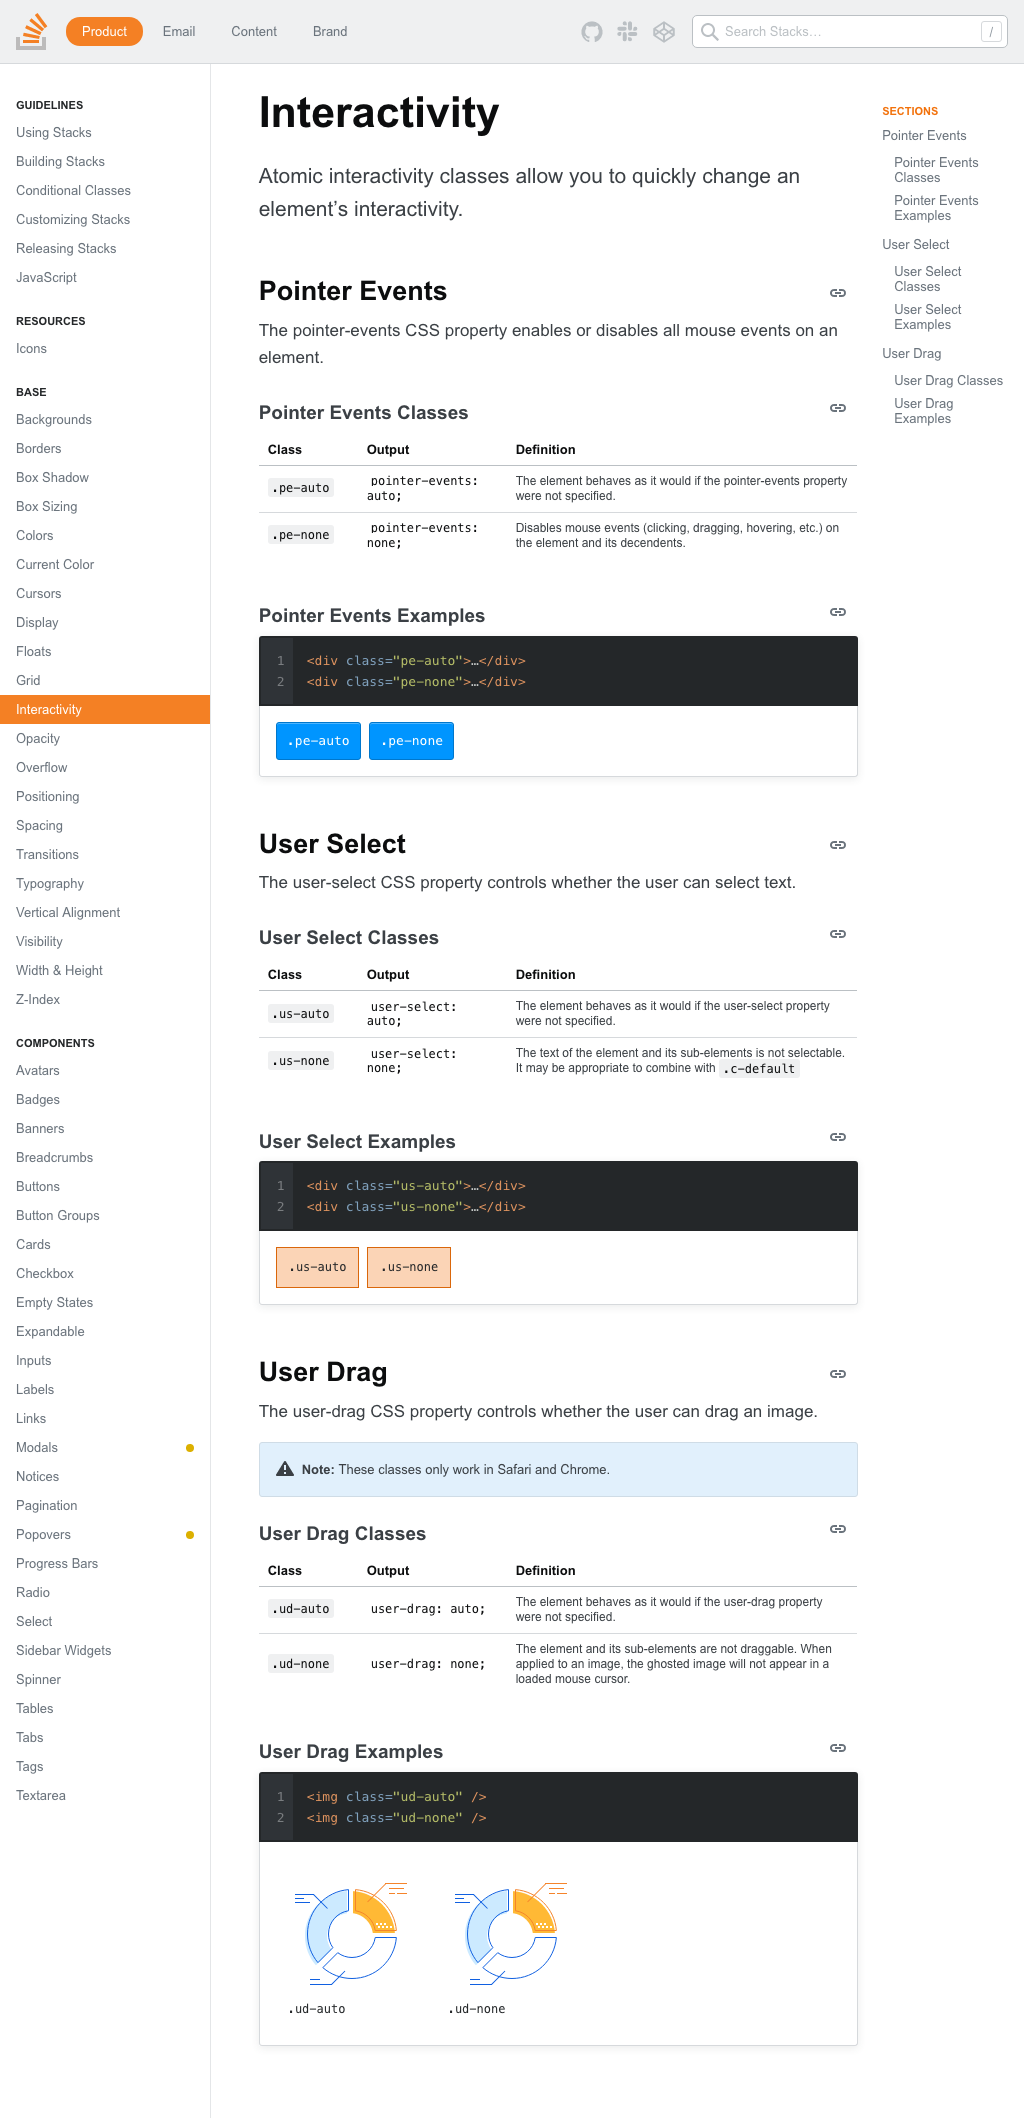 Product
Email
Content
Brand
Search Stacks…
/
GUIDELINES
Using Stacks
Building Stacks
Conditional Classes
Customizing Stacks
Releasing Stacks
JavaScript
RESOURCES
Icons
BASE
Backgrounds
Borders
Box Shadow
Box Sizing
Colors
Current Color
Cursors
Display
Floats
Grid
Interactivity
Opacity
Overflow
Positioning
Spacing
Transitions
Typography
Vertical Alignment
Visibility
Width & Height
Z-Index
COMPONENTS
Avatars
Badges
Banners
Breadcrumbs
Buttons
Button Groups
Cards
Checkbox
Empty States
Expandable
Inputs
Labels
Links
Modals
Notices
Pagination
Popovers
Progress Bars
Radio
Select
Sidebar Widgets
Spinner
Tables
Tabs
Tags
Textarea
Interactivity
Atomic interactivity classes allow you to quickly change an
element’s interactivity.
Pointer Events
The pointer-events CSS property enables or disables all mouse events on an
element.
Pointer Events Classes
Class Output Definition
.pe-auto
pointer-events:
auto;
The element behaves as it would if the pointer-events property
were not specified.
.pe-none
pointer-events:
none;
Disables mouse events (clicking, dragging, hovering, etc.) on
the element and its decendents.
Pointer Events Examples
1 <div class="pe-auto">…</div>
2 <div class="pe-none">…</div>
.pe-auto .pe-none
User Select
The user-select CSS property controls whether the user can select text.
User Select Classes
Class Output Definition
.us-auto
user-select:
auto;
The element behaves as it would if the user-select property
were not specified.
.us-none
user-select:
none;
The text of the element and its sub-elements is not selectable.
It may be appropriate to combine with .c-default
User Select Examples
1 <div class="us-auto">…</div>
2 <div class="us-none">…</div>
.us-auto .us-none
User Drag
The user-drag CSS property controls whether the user can drag an image.
Note: These classes only work in Safari and Chrome.
User Drag Classes
Class Output Definition
.ud-auto
user-drag: auto;
The element behaves as it would if the user-drag property
were not specified.
.ud-none
user-drag: none;
The element and its sub-elements are not draggable. When
applied to an image, the ghosted image will not appear in a
loaded mouse cursor.
User Drag Examples
1 <img class="ud-auto" />
2 <img class="ud-none" />
.ud-auto .ud-none
SECTIONS
Pointer Events
Pointer Events
Classes
Pointer Events
Examples
User Select
User Select
Classes
User Select
Examples
User Drag
User Drag Classes
User Drag
Examples